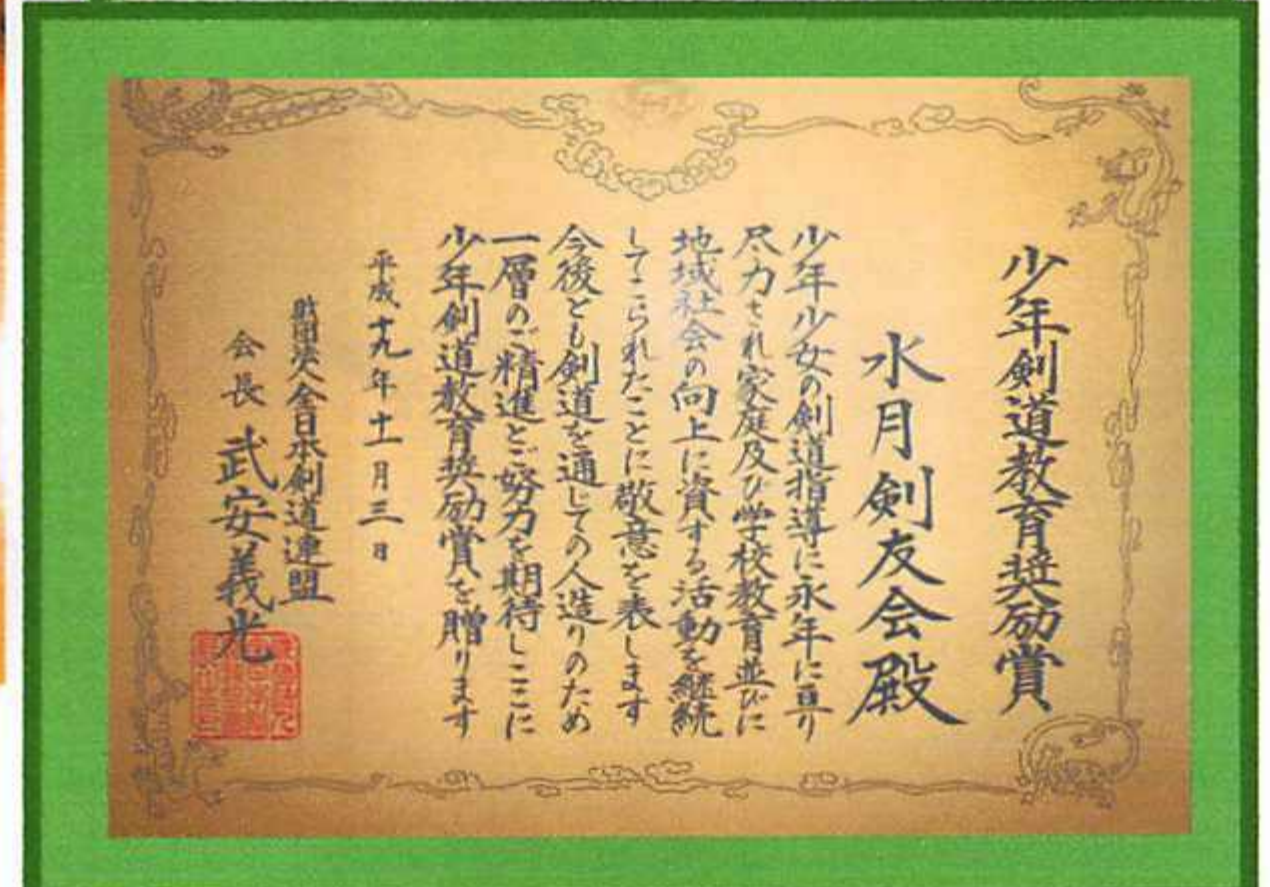 少年剣道教育奨励賞
水月剣友会殿
少年少女の剣道指導に永年に亘り
尽力され家庭及び学校教育並びに
地域社会の向上に資する活動を継続
してこられたことに敬意を表します
今後とも剣道を通しての人造りのため
一層のご精進とご努力を期待しここに
少年剣道教育奨励賞を贈ります
平成十九年十一月三日
財団法人全日本剣道連盟
会長 武安義光